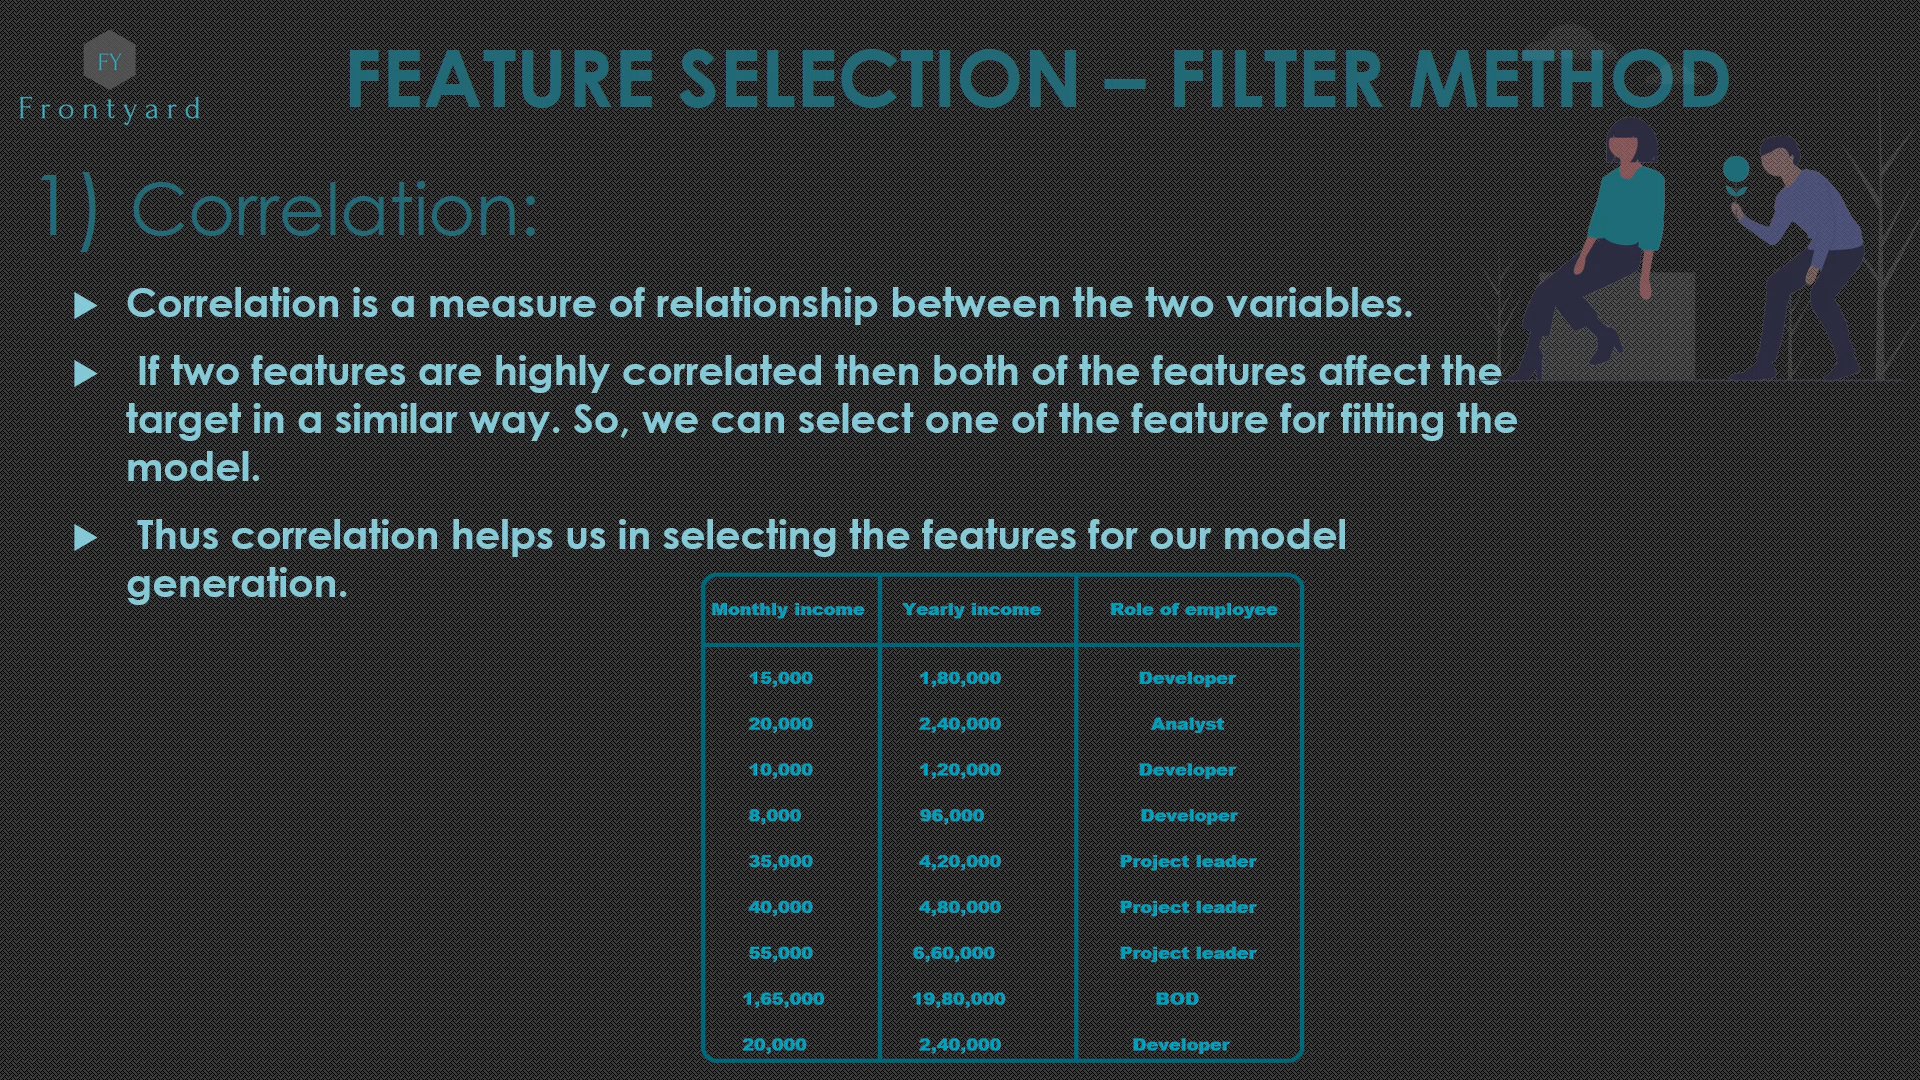 FY
Frontyard
FEATURE SELECTION – FILTER METHOD
1) Correlation:
Correlation is a measure of relationship between the two variables.
If two features are highly correlated then both of the features affect the
target in a similar way. So, we can select one of the feature for fitting the
model.
Thus correlation helps us in selecting the features for our model
generation.
Monthly income Yearly income Role of employee
15,000 1,80,000 Developer
20,000 2,40,000 Analyst
10,000 1,20,000 Developer
8,000 96,000 Developer
35,000 4,20,000 Project leader
40,000 4,80,000 Project leader
55,000 6,60,000 Project leader
1,65,000 19,80,000 BOD
20,000 2,40,000 Developer